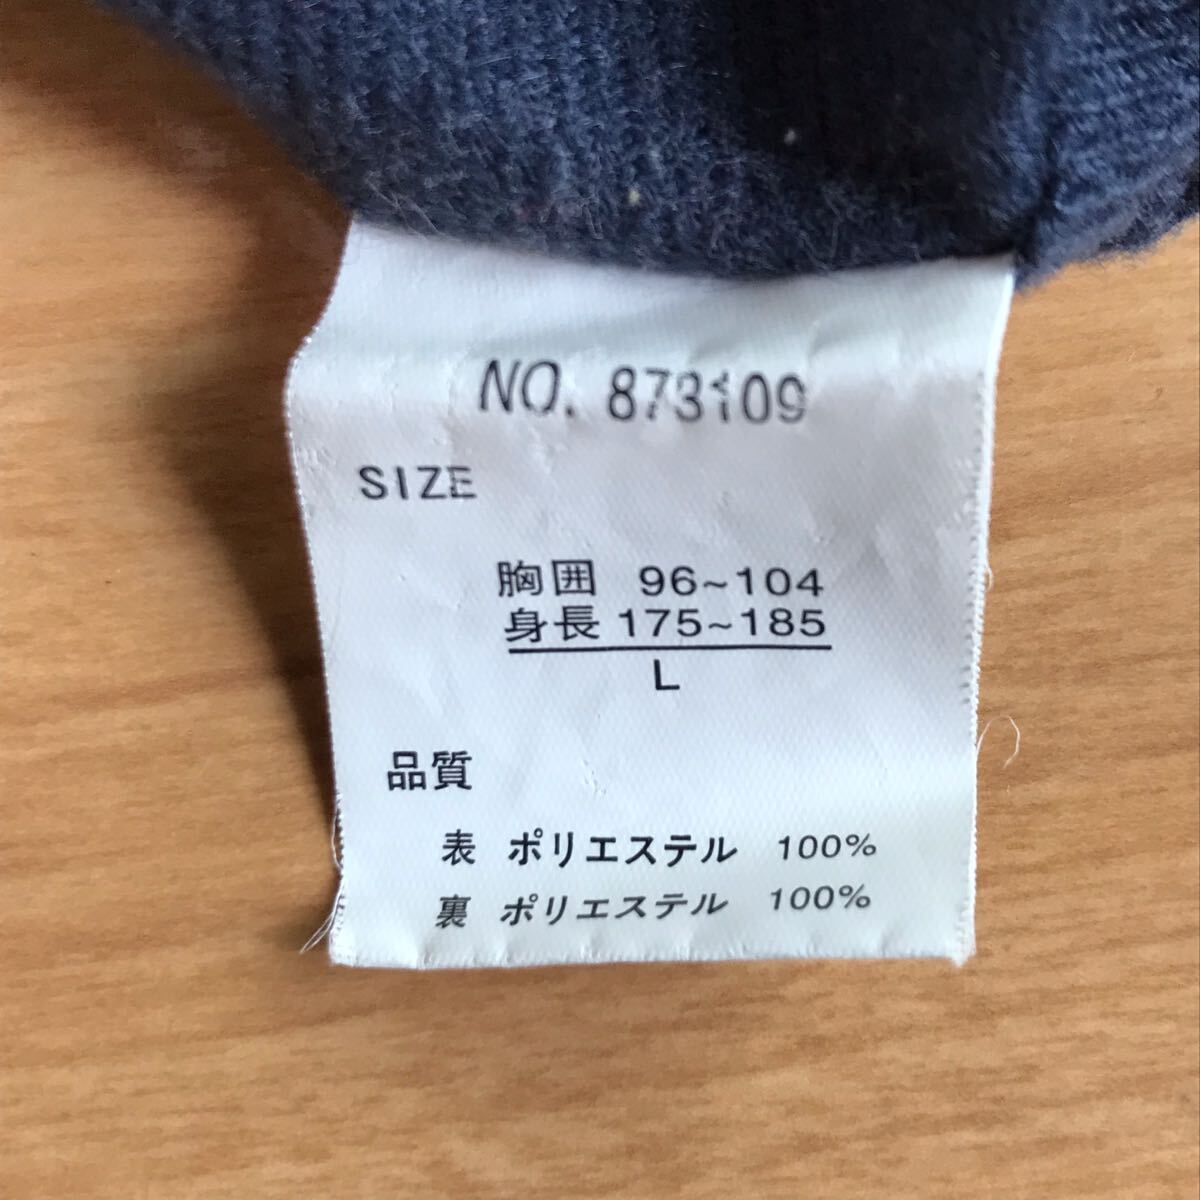 NO. 873109
SIZE
胸囲 96~104
身長 175~185
L
品質
表 ポリエステル 100%
裏 ポリエステル 100%